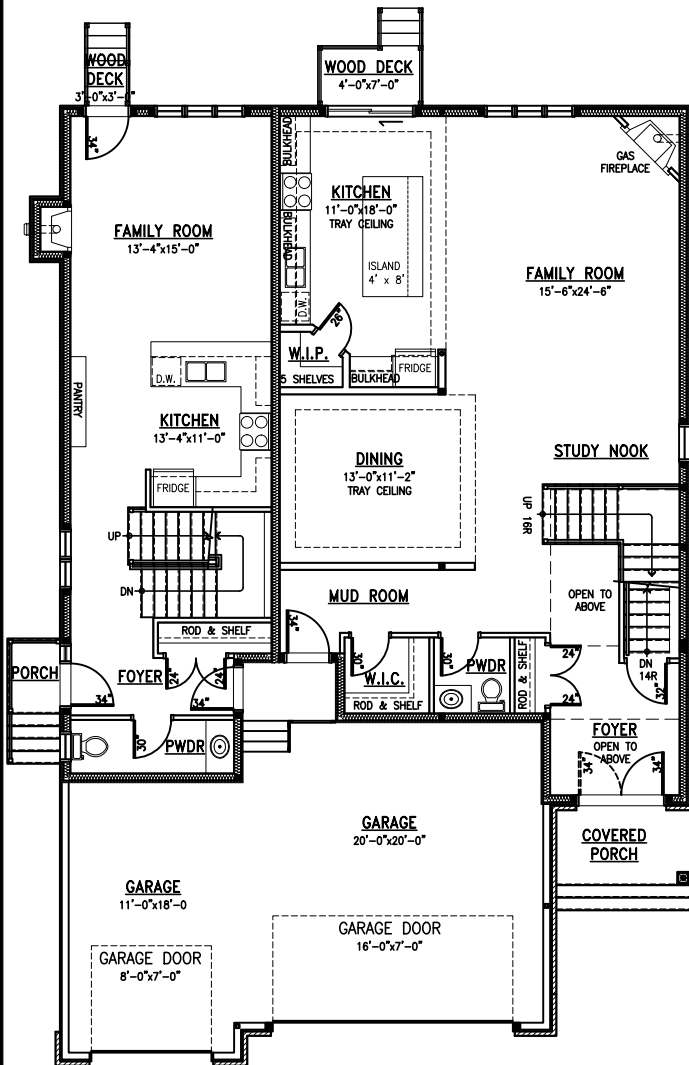 WOOD
DECK
3'-0"x3'-0"
WOOD DECK
4'-0"x7'-0"
34"
BULKHEAD
GAS
FIREPLACE
KITCHEN
11'-0"x18'-0"
TRAY CEILING
BULKHEAD
FAMILY ROOM
13'-4"x15'-0"
ISLAND
4' x 8'
FAMILY ROOM
15'-6"x24'-6"
D.W.
26"
W.I.P.
5 SHELVES
BULKHEAD
FRIDGE
D.W.
PANTRY
KITCHEN
13'-4"x11'-0"
DINING
13'-0"x11'-2"
TRAY CEILING
STUDY NOOK
FRIDGE
UP 16R
UP
DN
MUD ROOM
OPEN TO
ABOVE
34"
ROD & SHELF
PORCH
FOYER
24"
24"
34"
34"
30"
W.I.C.
ROD & SHELF
30"
PWDR
ROD & SHELF
24"
24"
DN
14R
32"
30"
PWDR
FOYER
OPEN TO
ABOVE
34"
34"
GARAGE
20'-0"x20'-0"
COVERED
PORCH
GARAGE
11'-0"x18'-0
GARAGE DOOR
16'-0"x7'-0"
GARAGE DOOR
8'-0"x7'-0"